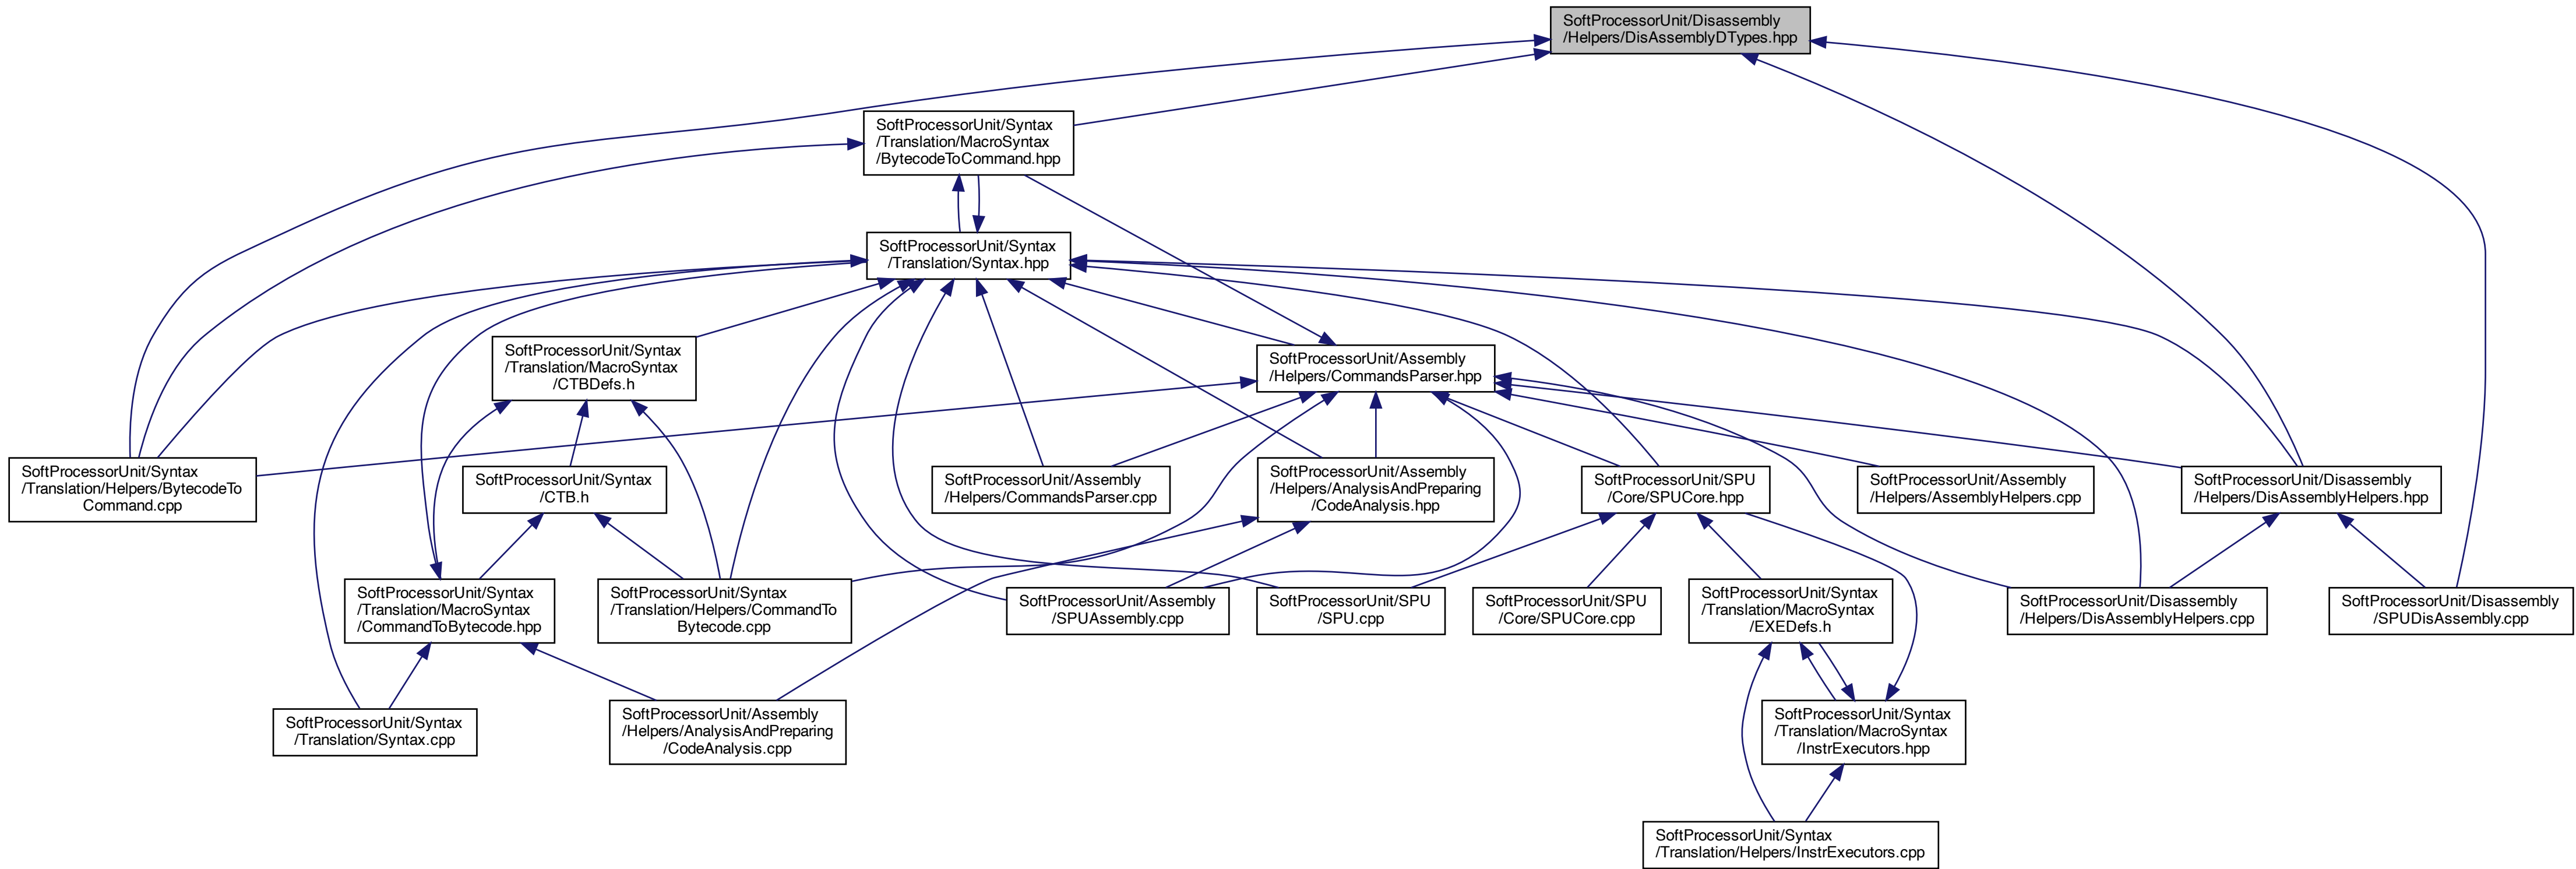 SoftProcessorUnit/Disassembly
/Helpers/DisAssemblyDTypes.hpp
SoftProcessorUnit/Syntax
/Translation/MacroSyntax
/BytecodeToCommand.hpp
SoftProcessorUnit/Syntax
/Translation/Syntax.hpp
SoftProcessorUnit/Syntax
/Translation/MacroSyntax
/CTBDefs.h
SoftProcessorUnit/Assembly
/Helpers/CommandsParser.hpp
SoftProcessorUnit/Syntax
/Translation/Helpers/BytecodeTo
Command.cpp
SoftProcessorUnit/Syntax
/CTB.h
SoftProcessorUnit/Assembly
/Helpers/CommandsParser.cpp
SoftProcessorUnit/Assembly
/Helpers/AnalysisAndPreparing
/CodeAnalysis.hpp
SoftProcessorUnit/SPU
/Core/SPUCore.hpp
SoftProcessorUnit/Assembly
/Helpers/AssemblyHelpers.cpp
SoftProcessorUnit/Disassembly
/Helpers/DisAssemblyHelpers.hpp
SoftProcessorUnit/Syntax
/Translation/MacroSyntax
/CommandToBytecode.hpp
SoftProcessorUnit/Syntax
/Translation/Helpers/CommandTo
Bytecode.cpp
SoftProcessorUnit/Assembly
/SPUAssembly.cpp
SoftProcessorUnit/SPU
/SPU.cpp
SoftProcessorUnit/SPU
/Core/SPUCore.cpp
SoftProcessorUnit/Syntax
/Translation/MacroSyntax
/EXEDefs.h
SoftProcessorUnit/Disassembly
/Helpers/DisAssemblyHelpers.cpp
SoftProcessorUnit/Disassembly
/SPUDisAssembly.cpp
SoftProcessorUnit/Syntax
/Translation/Syntax.cpp
SoftProcessorUnit/Assembly
/Helpers/AnalysisAndPreparing
/CodeAnalysis.cpp
SoftProcessorUnit/Syntax
/Translation/MacroSyntax
/InstrExecutors.hpp
SoftProcessorUnit/Syntax
/Translation/Helpers/InstrExecutors.cpp